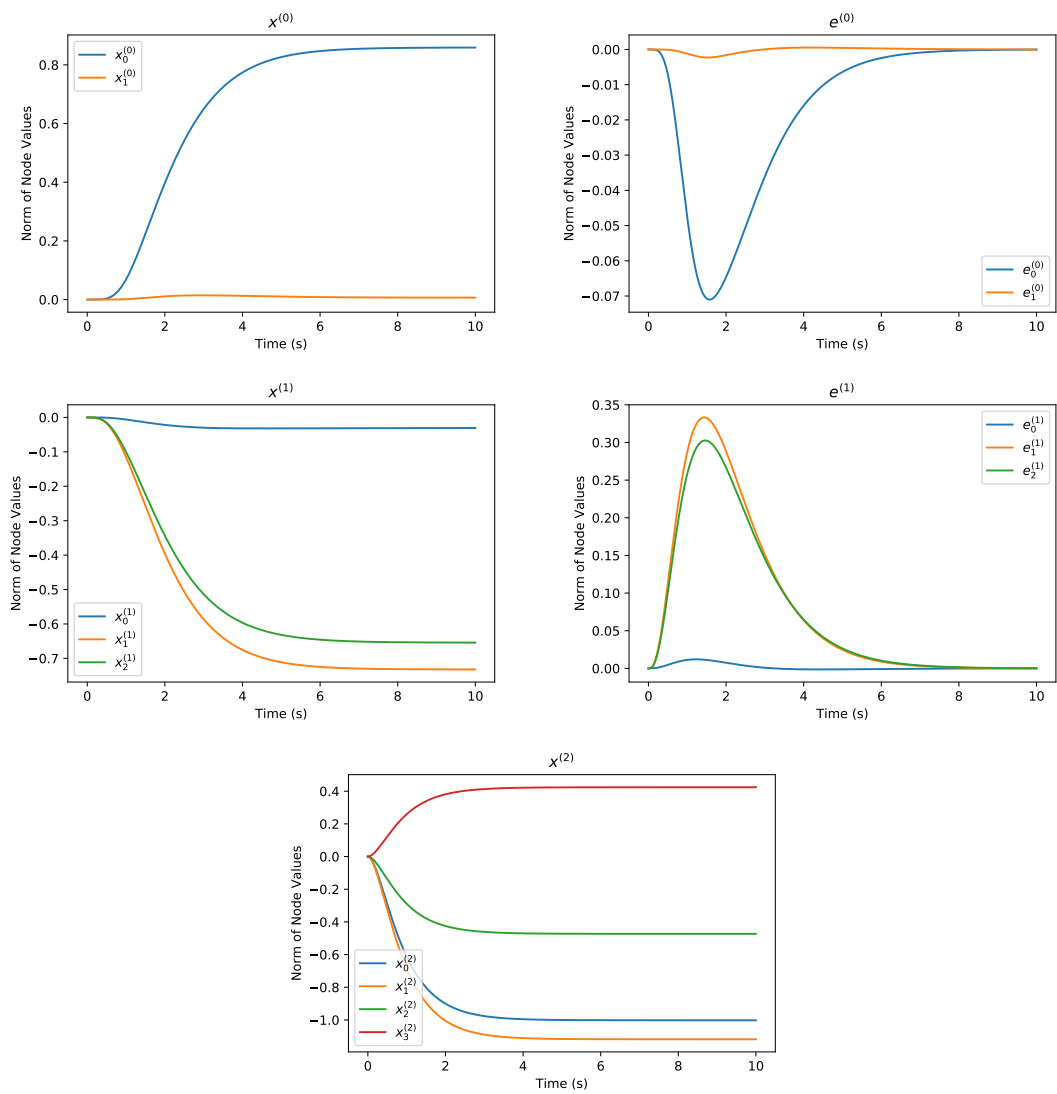 x^(0)
Norm of Node Values
0.8
0.6
0.4
0.2
0.0
x_0^(0)
x_1^(0)
0 2 4 6 8 10
Time (s)
e^(0)
Norm of Node Values
0.00
−0.01
−0.02
−0.03
−0.04
−0.05
−0.06
−0.07
e_0^(0)
e_1^(0)
0 2 4 6 8 10
Time (s)
x^(1)
Norm of Node Values
0.0
−0.1
−0.2
−0.3
−0.4
−0.5
−0.6
−0.7
x_0^(1)
x_1^(1)
x_2^(1)
0 2 4 6 8 10
Time (s)
e^(1)
Norm of Node Values
0.35
0.30
0.25
0.20
0.15
0.10
0.05
0.00
e_0^(1)
e_1^(1)
e_2^(1)
0 2 4 6 8 10
Time (s)
x^(2)
Norm of Node Values
0.4
0.2
0.0
−0.2
−0.4
−0.6
−0.8
−1.0
x_0^(2)
x_1^(2)
x_2^(2)
x_3^(2)
0 2 4 6 8 10
Time (s)